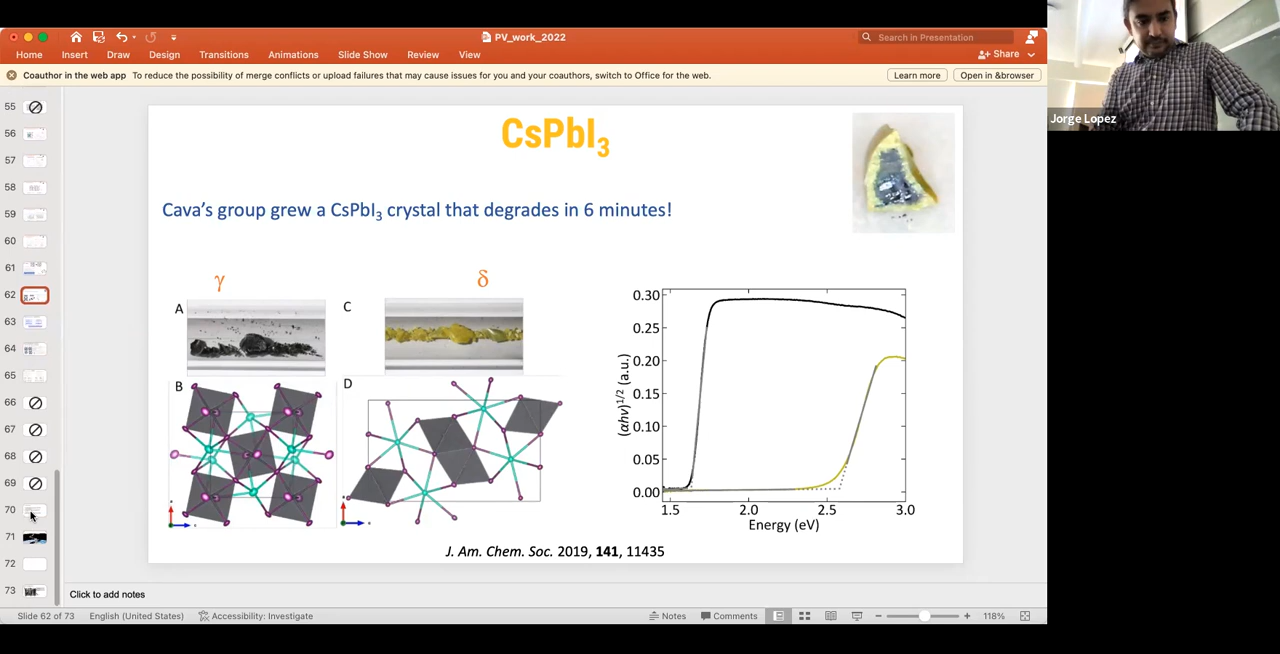 PV_work_2022
Search in Presentation
Home Insert Draw Design Transitions Animations Slide Show Review View
Share
Coauthor in the web app To reduce the possibility of merge conflicts or upload failures that may cause issues for you and your coauthors, switch to Office for the web.
Learn more
Open in &browser
Jorge Lopez
55
56
57
58
59
60
61
62
63
64
65
66
67
68
69
70
71
72
73
CsPbI3
Cava's group grew a CsPbI3 crystal that degrades in 6 minutes!
γ
δ
A
C
B
D
(αhν)^1/2 (a.u.)
0.30
0.25
0.20
0.15
0.10
0.05
0.00
1.5 2.0 2.5 3.0
Energy (eV)
J. Am. Chem. Soc. 2019, 141, 11435
Click to add notes
Slide 62 of 73 English (United States) Accessibility: Investigate Notes Comments 118%